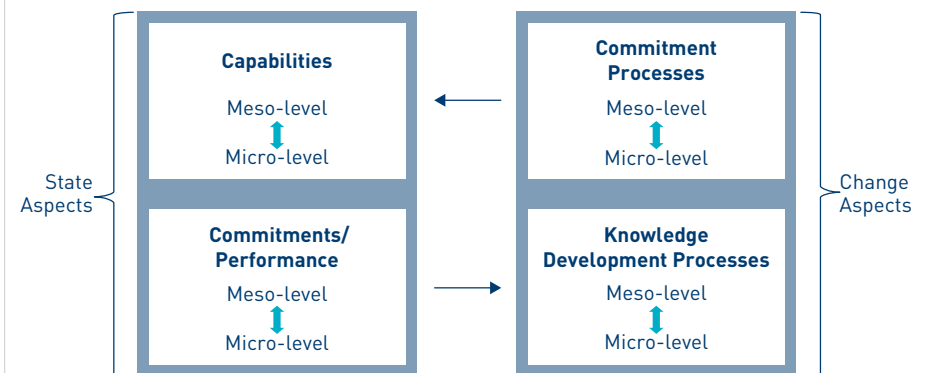 Capabilities
Meso-level
Micro-level
Commitment
Processes
Meso-level
Micro-level
State
Aspects
Change
Aspects
Commitments/
Performance
Meso-level
Micro-level
Knowledge
Development Processes
Meso-level
Micro-level